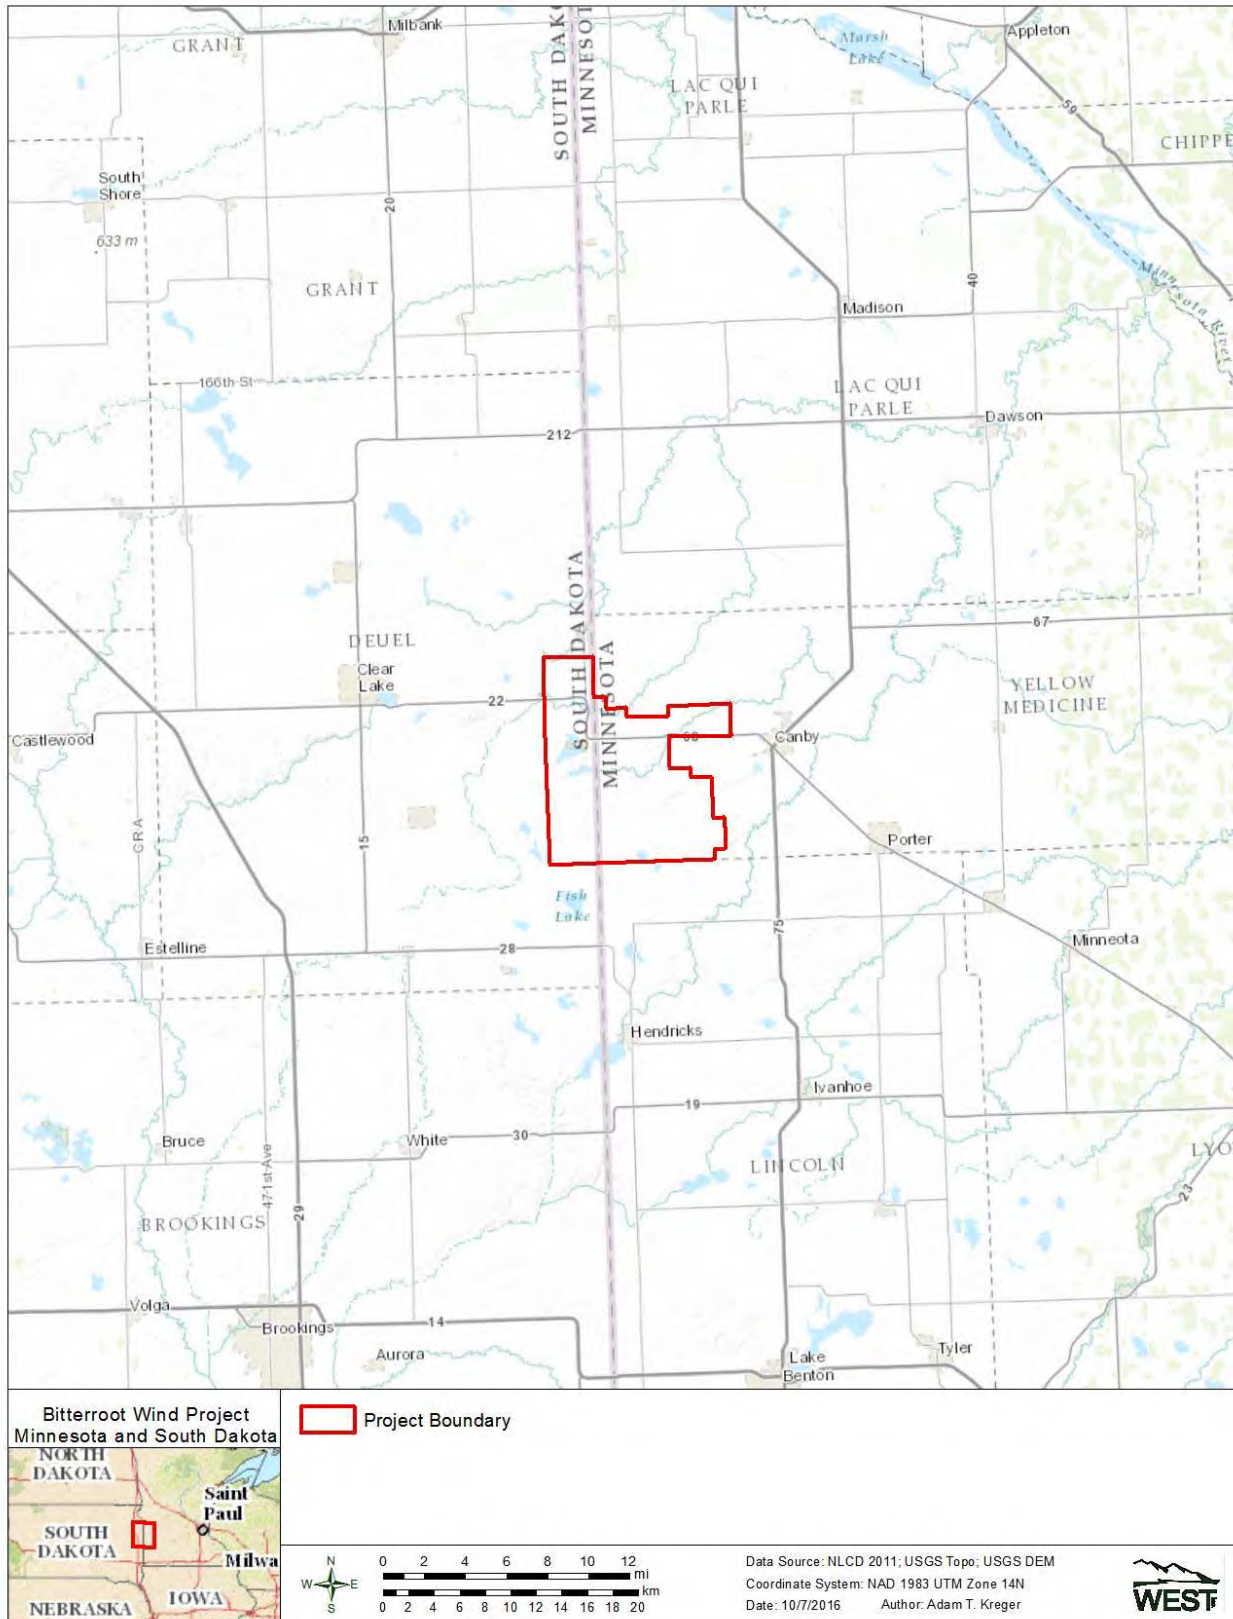 Milbank
GRANT
SOUTH DAKO
MINNESOT
Marsh
Lake
Appleton
LAC QUI
PARLE
59
CHIPPE
South
Shore
20
633 m
GRANT
40
Minnesota River
Madison
166th St
LAC QUI
PARLE
Dawson
212
SOUTH DAKOTA
MINNESOTA
67
DEUEL
Clear
Lake
22
YELLOW
MEDICINE
Castlewood
68
Canby
GRA
15
Porter
Fish
Lake
75
Estelline
28
Minneota
Hendricks
Ivanhoe
19
Bruce
White
30
LINCOLN
LYO
23
471st Ave
BROOKINGS
29
Volga
Brookings
14
Aurora
Lake
Benton
Tyler
Bitterroot Wind Project
Minnesota and South Dakota
Project Boundary
NORTH
DAKOTA
Saint
Paul
SOUTH
DAKOTA
Milwa
IOWA
NEBRASKA
N
W E
S
0 2 4 6 8 10 12
mi
km
0 2 4 6 8 10 12 14 16 18 20
Data Source: NLCD 2011; USGS Topo; USGS DEM
Coordinate System: NAD 1983 UTM Zone 14N
Date: 10/7/2016 Author: Adam T. Kreger
WEST